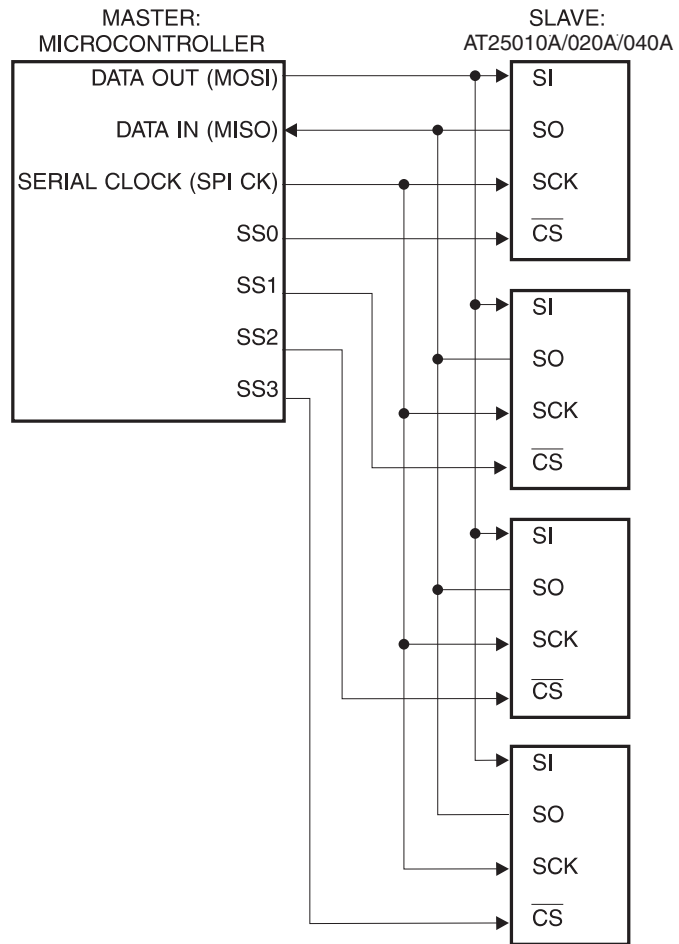 MASTER:
MICROCONTROLLER
DATA OUT (MOSI)
DATA IN (MISO)
SERIAL CLOCK (SPI CK)
SS0
SS1
SS2
SS3
SLAVE:
AT25010A/020A/040A
SI
SO
SCK
CS
SI
SO
SCK
CS
SI
SO
SCK
CS
SI
SO
SCK
CS